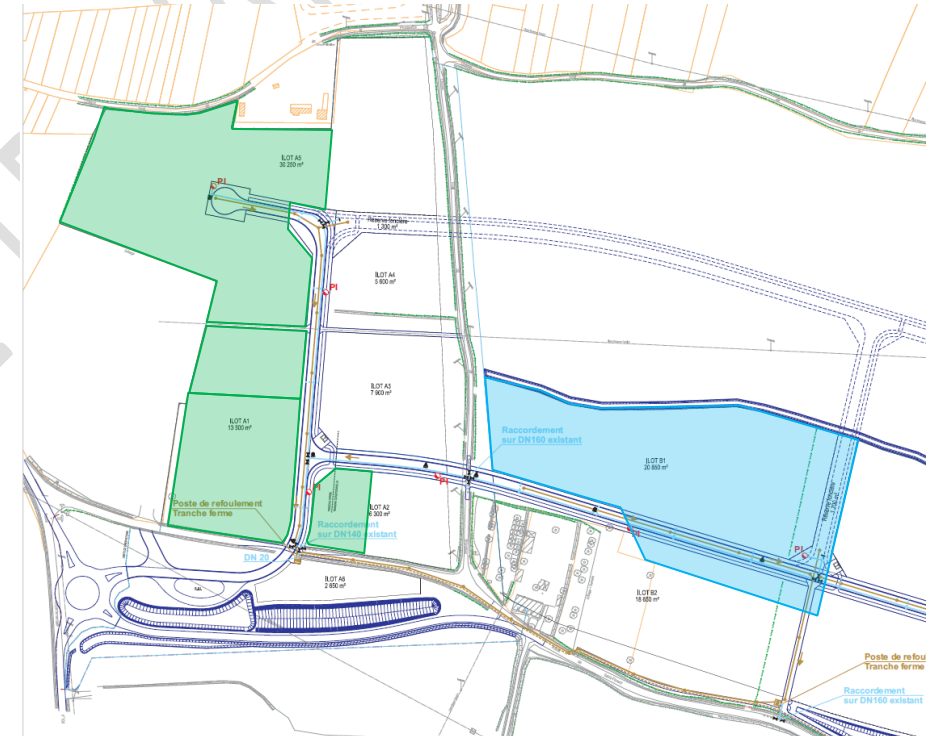 ILOT A5
30 250 m²
PI
Réserve foncière
1 300 m²
ILOT A4
5 600 m²
PI
ILOT A3
7 900 m²
ILOT A1
13 500 m²
Raccordement
sur DN160 existant
ILOT B1
20 850 m²
PI
PI
Poste de refoulement
Tranche ferme
ILOT A2
6 300 m²
Raccordement
sur DN140 existant
PI
DN 20
ILOT A6
2 650 m²
ILOT B2
18 650 m²
Poste de refou
Tranche ferme
Raccordement
sur DN160 existant